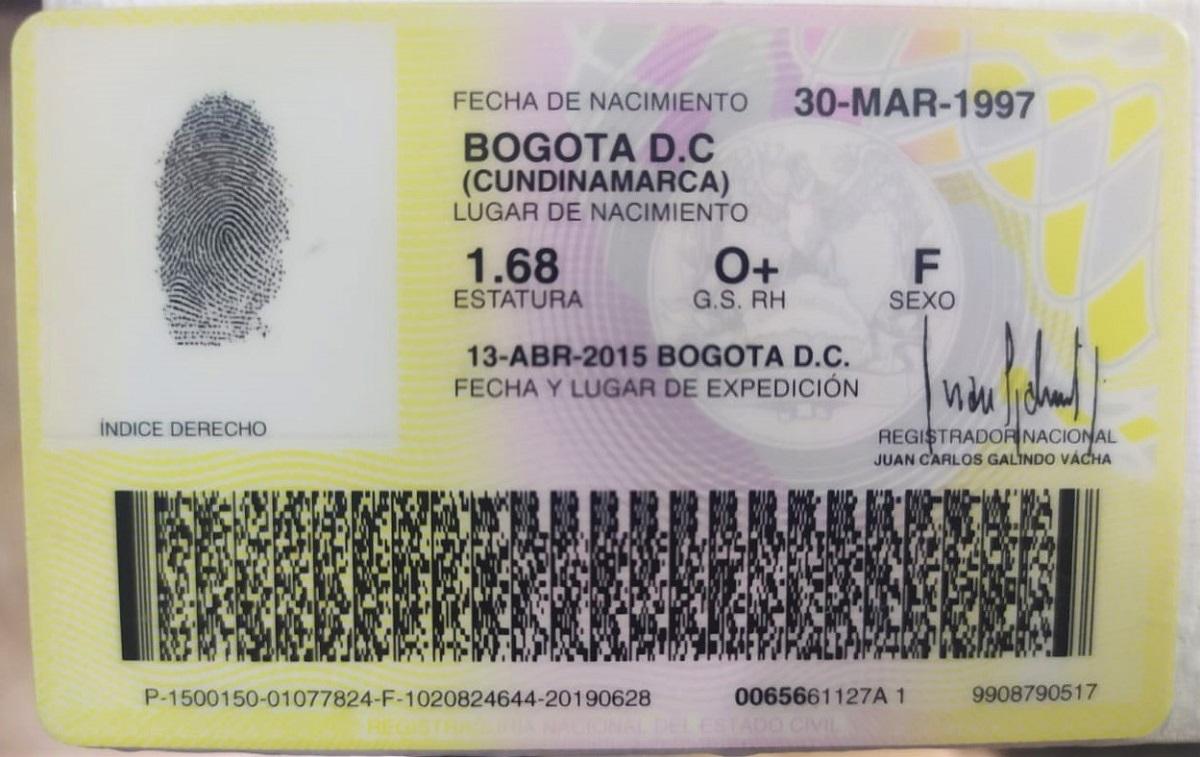 FECHA DE NACIMIENTO 30-MAR-1997
BOGOTA D.C
(CUNDINAMARCA)
LUGAR DE NACIMIENTO
1.68 O+ F
ESTATURA G.S. RH SEXO
13-ABR-2015 BOGOTA D.C.
FECHA Y LUGAR DE EXPEDICIÓN
ÍNDICE DERECHO
REGISTRADOR NACIONAL
JUAN CARLOS GALINDO VACHA
P-1500150-01077824-F-1020824644-20190628 0065661127A 1 9908790517
REGISTRADURIA NACIONAL DEL ESTADO CIVIL